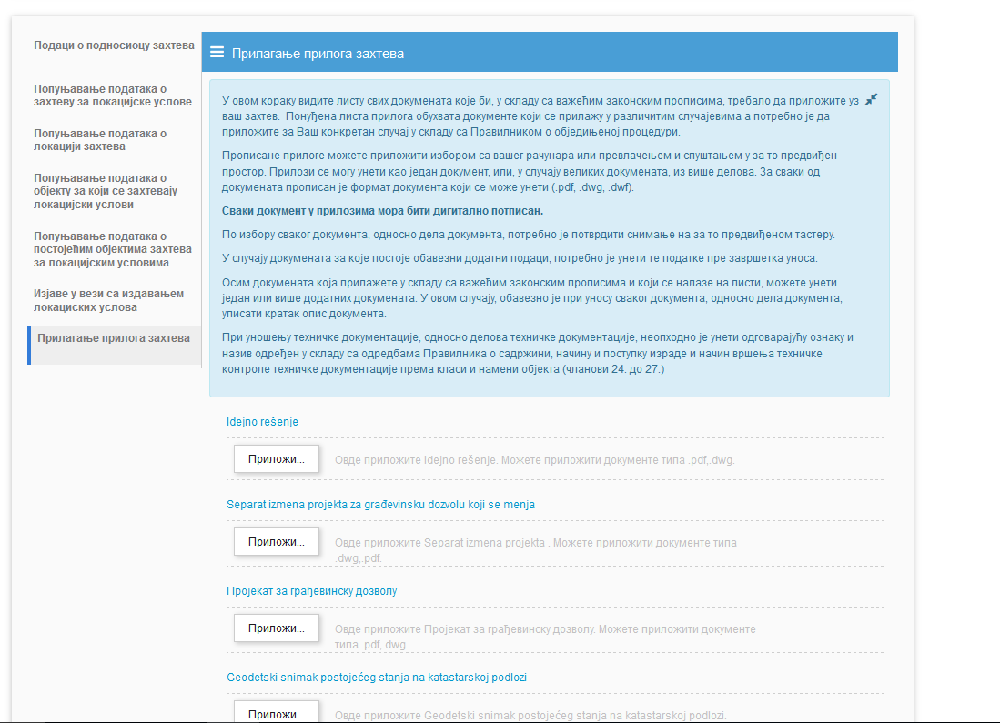 Подаци о подносиоцу захтева
Попуњавање података о
захтеву за локацијске услове
Попуњавање података о
локацији захтева
Попуњавање података о
објекту за који се захтевају
локацијски услови
Попуњавање података о
постојећим објектима захтева
за локацијским условима
Изјаве у вези са издавањем
локациских услова
Прилагање прилога захтева
Прилагање прилога захтева
У овом кораку видите листу свих докумената које би, у складу са важећим законским прописима, требало да приложите уз
ваш захтев. Понуђена листа прилога обухвата документе који се прилажу у различитим случајевима а потребно је да
приложите за Ваш конкретан случај у складу са Правилником о обједињеној процедури.
Прописане прилоге можете приложити избором са вашег рачунара или превлачењем и спуштањем у за то предвиђен
простор. Прилози се могу унети као један документ, или, у случају великих докумената, из више делова. За сваки од
докумената прописан је формат документа који се може унети (.pdf, .dwg, .dwf).
Сваки документ у прилозима мора бити дигитално потписан.
По избору сваког документа, односно дела документа, потребно је потврдити снимање на за то предвиђеном тастеру.
У случају докумената за које постоје обавезни додатни подаци, потребно је унети те податке пре завршетка уноса.
Осим докумената која прилажете у складу са важећим законским прописима и који се налазе на листи, можете унети
један или више додатних докумената. У овом случају, обавезно је при уносу сваког документа, односно дела документа,
уписати кратак опис документа.
При уношењу техничке документације, односно делова техничке документације, неопходно је унети одговарајућу ознаку и
назив одређен у складу са одредбама Правилника о садржини, начину и поступку израде и начин вршења техничке
контроле техничке документације према класи и намени објекта (чланови 24. до 27.)
Idejno rešenje
Приложи... Овде приложите Idejno rešenje. Можете приложити документе типа .pdf,.dwg.
Separat izmena projekta za građevinsku dozvolu koji se menja
Приложи... Овде приложите Separat izmena projekta . Можете приложити документе типа
.dwg,.pdf.
Пројекат за грађевинску дозволу
Приложи... Овде приложите Пројекат за грађевинску дозволу. Можете приложити документе
типа .pdf,.dwg.
Geodetski snimak postojećeg stanja na katastarskoj podlozi
Приложи... Овде приложите Geodetski snimak postojećeg stanja na katastarskoj podlozi.